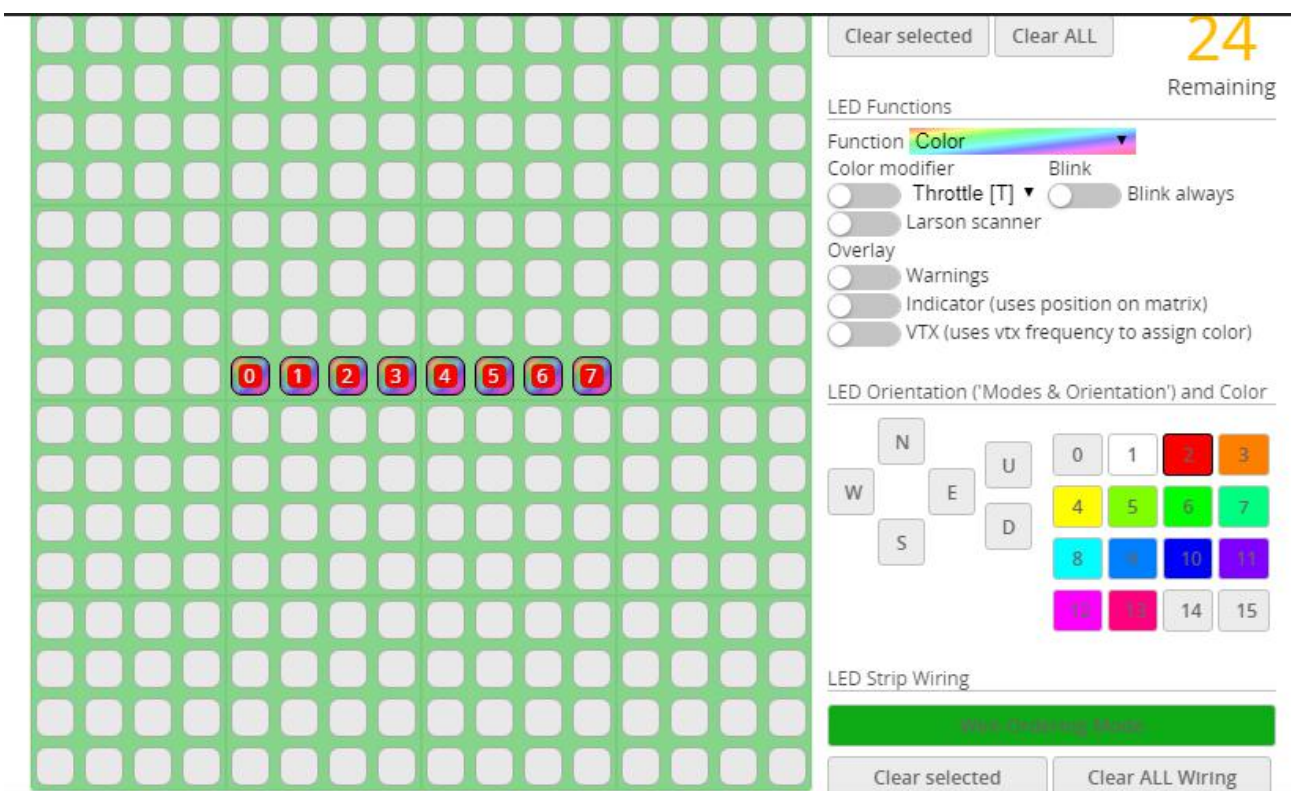 Clear selected Clear ALL 24
Remaining
LED Functions
Function Color ▼
Color modifier Blink
Throttle [T] ▼ Blink always
Larson scanner
Overlay
Warnings
Indicator (uses position on matrix)
VTX (uses vtx frequency to assign color)
0 1 2 3 4 5 6 7
LED Orientation ('Modes & Orientation') and Color
N
W E
S
U
D
0 1 2 3
4 5 6 7
8 9 10 11
12 13 14 15
LED Strip Wiring
Wire Ordering Mode
Clear selected Clear ALL Wiring